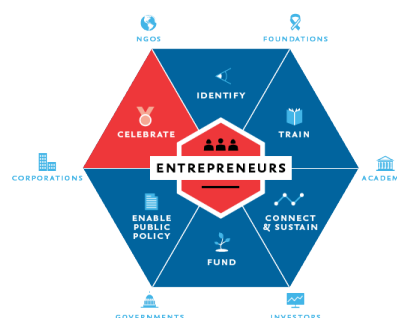 NGOS
FOUNDATIONS
IDENTIFY
CELEBRATE
TRAIN
ENTREPRENEURS
CORPORATIONS
ACADEM
ENABLE
PUBLIC
POLICY
CONNECT
& SUSTAIN
FUND
GOVERNMENTS
INVESTORS